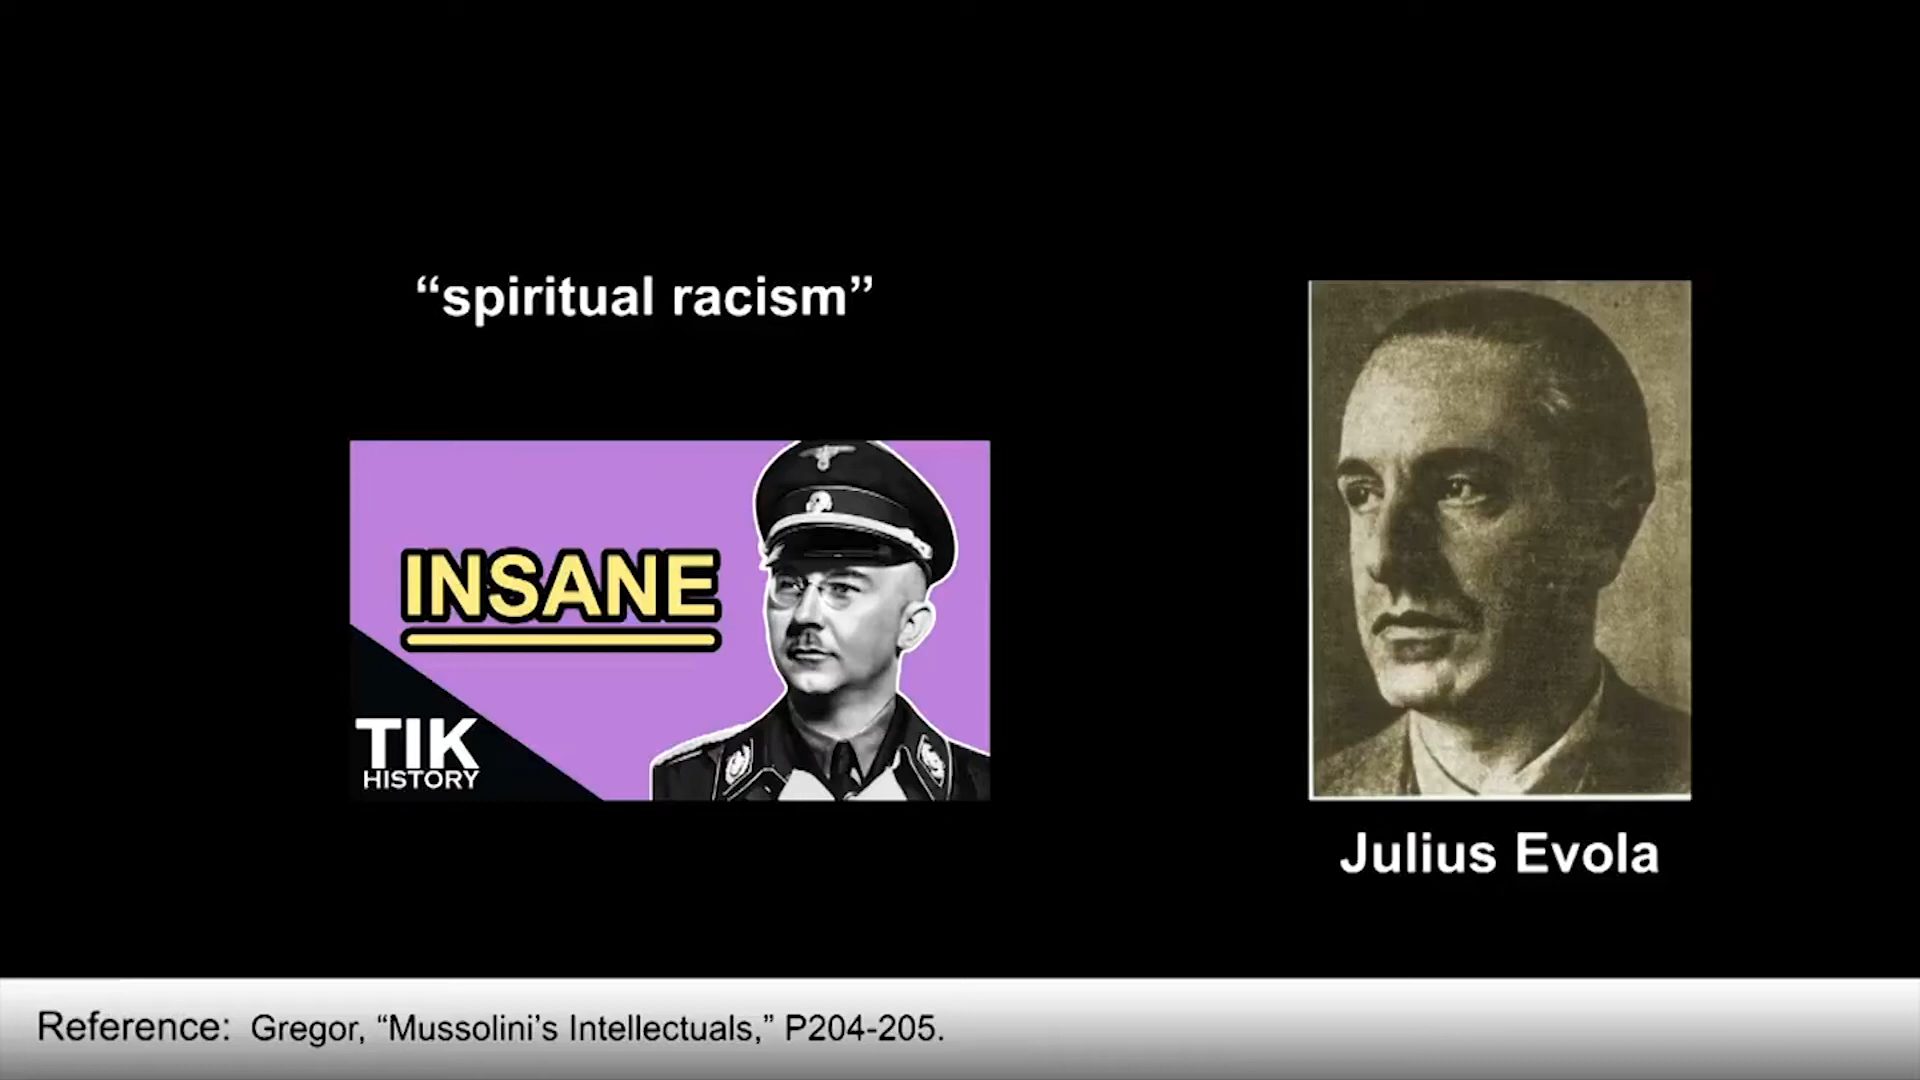 “spiritual racism”
INSANE
TIK
HISTORY
Julius Evola
Reference: Gregor, “Mussolini’s Intellectuals,” P204-205.